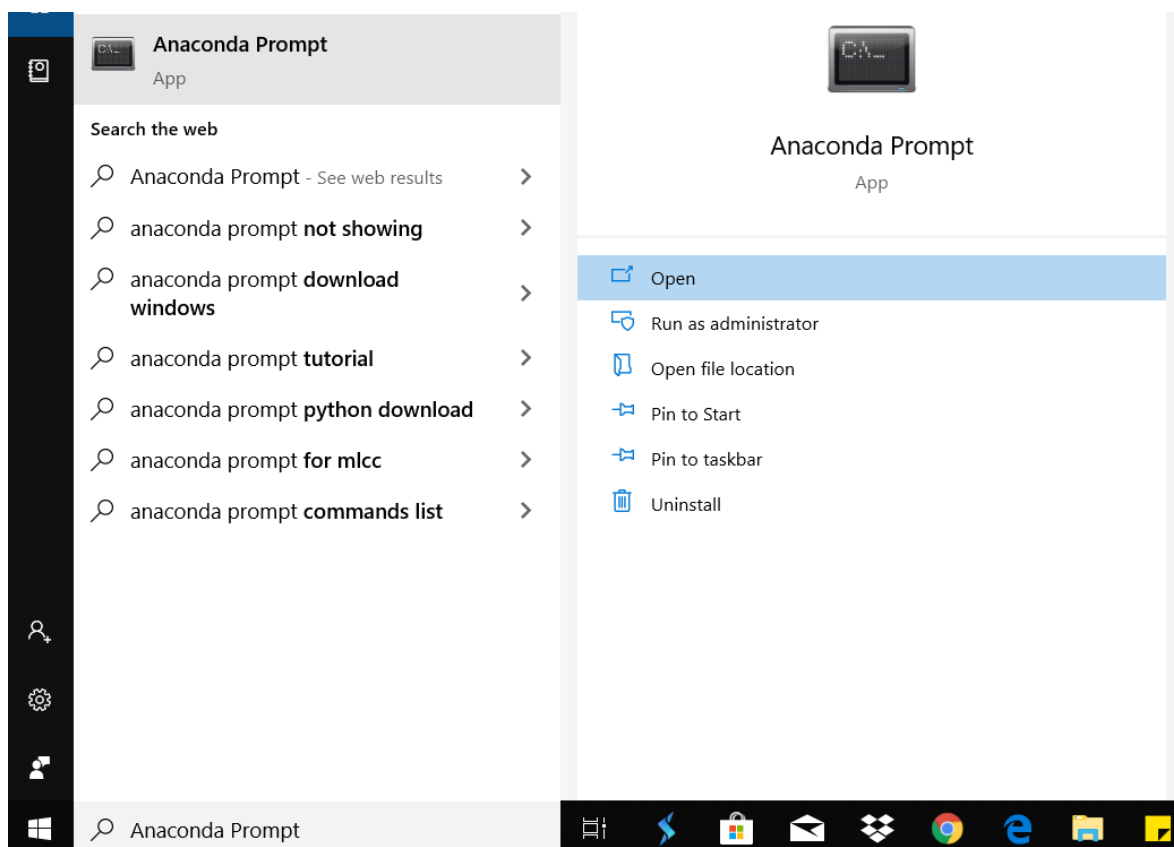 Anaconda Prompt
App
Search the web
Anaconda Prompt - See web results
anaconda prompt not showing
anaconda prompt download
windows
anaconda prompt tutorial
anaconda prompt python download
anaconda prompt for mlcc
anaconda prompt commands list
Anaconda Prompt
C:\_
Anaconda Prompt
App
Open
Run as administrator
Open file location
Pin to Start
Pin to taskbar
Uninstall